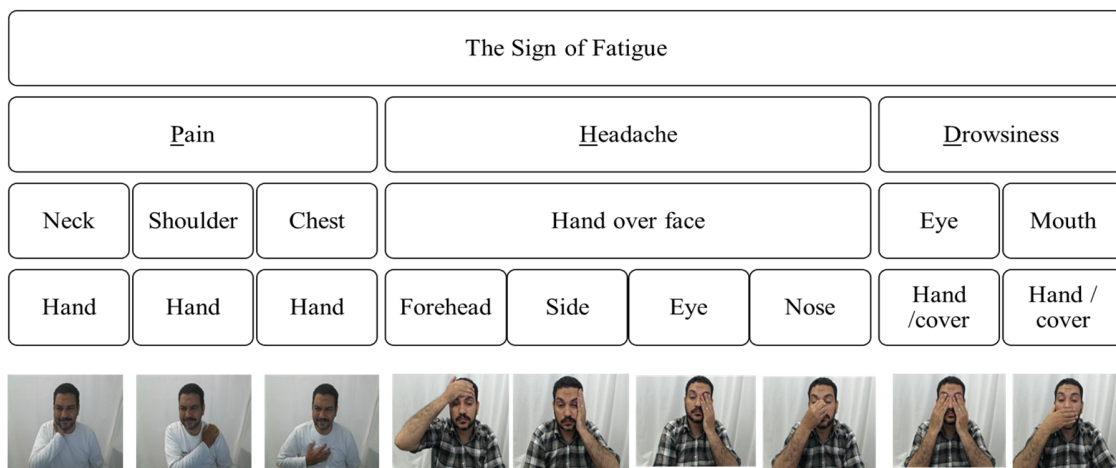 The Sign of Fatigue
Pain
Headache
Drowsiness
Neck
Shoulder
Chest
Hand over face
Eye
Mouth
Hand
Hand
Hand
Forehead
Side
Eye
Nose
Hand
/cover
Hand /
cover